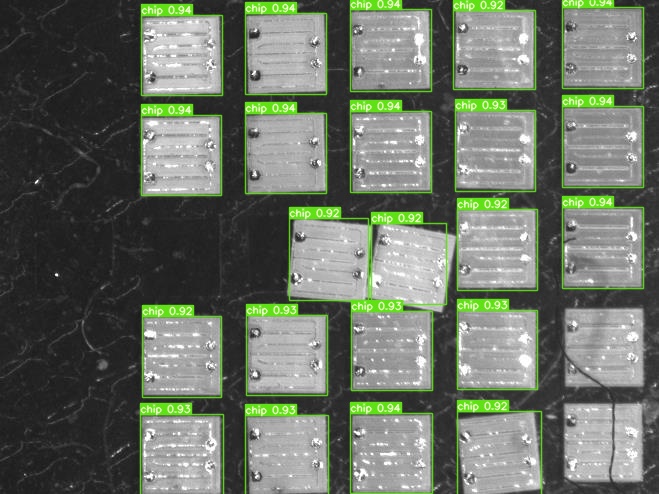 chip 0.94 chip 0.94 chip 0.94 chip 0.92 chip 0.94
chip 0.94 chip 0.94 chip 0.94 chip 0.93 chip 0.94
chip 0.92 chip 0.92 chip 0.92 chip 0.94
chip 0.92 chip 0.93 chip 0.93 chip 0.93
chip 0.93 chip 0.93 chip 0.94 chip 0.92